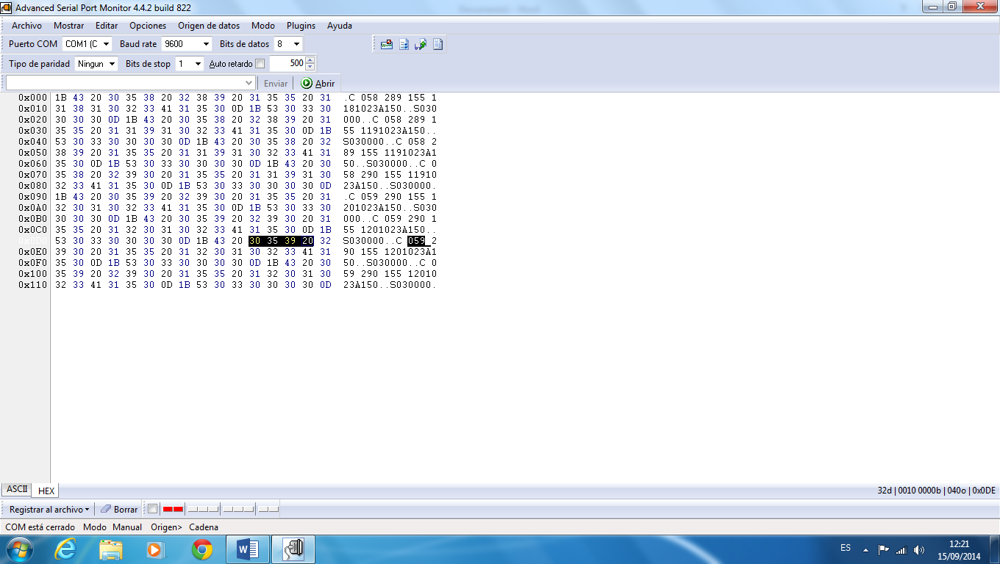 Advanced Serial Port Monitor 4.4.2 build 822
Archivo Mostrar Editar Opciones Origen de datos Modo Plugins Ayuda
Puerto COM COM1 (C Baud rate 9600 Bits de datos 8
Tipo de paridad Ningun Bits de stop 1 Auto retardo 500
Enviar Abrir
0x000 1B 43 20 30 35 38 20 32 38 39 20 31 35 35 20 31 .C 058 289 155 1
0x010 31 38 31 30 32 33 41 31 35 30 0D 1B 53 30 33 30 181023A150..S030
0x020 30 30 30 0D 1B 43 20 30 35 38 20 32 38 39 20 31 000..C 058 289 1
0x030 35 35 20 31 31 39 31 30 32 33 41 31 35 30 0D 1B 55 1191023A150..
0x040 53 30 33 30 30 30 30 0D 1B 43 20 30 35 38 20 32 S030000..C 058 2
0x050 38 39 20 31 35 35 20 31 31 39 31 30 32 33 41 31 89 155 1191023A1
0x060 35 30 0D 1B 53 30 33 30 30 30 30 0D 1B 43 20 30 50..S030000..C 0
0x070 35 38 20 32 39 30 20 31 35 35 20 31 31 39 31 30 58 290 155 11910
0x080 32 33 41 31 35 30 0D 1B 53 30 33 30 30 30 30 0D 23A150..S030000.
0x090 1B 43 20 30 35 39 20 32 39 30 20 31 35 35 20 31 .C 059 290 155 1
0x0A0 32 30 31 30 32 33 41 31 35 30 0D 1B 53 30 33 30 201023A150..S030
0x0B0 30 30 30 0D 1B 43 20 30 35 39 20 32 39 30 20 31 000..C 059 290 1
0x0C0 35 35 20 31 32 30 31 30 32 33 41 31 35 30 0D 1B 55 1201023A150..
0x0D0 53 30 33 30 30 30 30 0D 1B 43 20 30 35 39 20 32 S030000..C 059 2
0x0E0 39 30 20 31 35 35 20 31 32 30 31 30 32 33 41 31 90 155 1201023A1
0x0F0 35 30 0D 1B 53 30 33 30 30 30 30 0D 1B 43 20 30 50..S030000..C 0
0x100 35 39 20 32 39 30 20 31 35 35 20 31 32 30 31 30 59 290 155 12010
0x110 32 33 41 31 35 30 0D 1B 53 30 33 30 30 30 30 0D 23A150..S030000.
ASCII HEX 32d | 0010 0000b | 040o | 0x0DE
Registrar al archivo Borrar
COM está cerrado Modo Manual Origen> Cadena
ES 12:21
15/09/2014